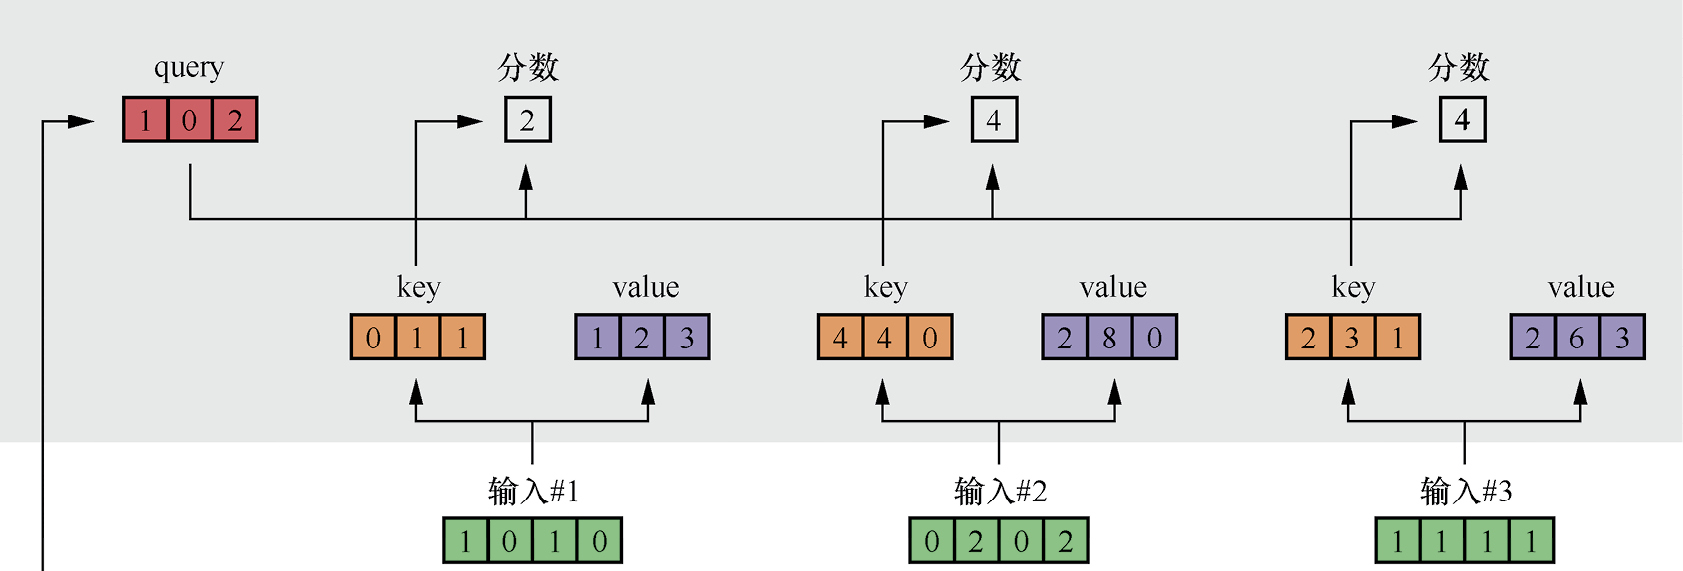 query 分数 分数 分数
1 0 2 2 4 4
key value key value key value
0 1 1 1 2 3 4 4 0 2 8 0 2 3 1 2 6 3
输入#1 输入#2 输入#3
1 0 1 0 0 2 0 2 1 1 1 1